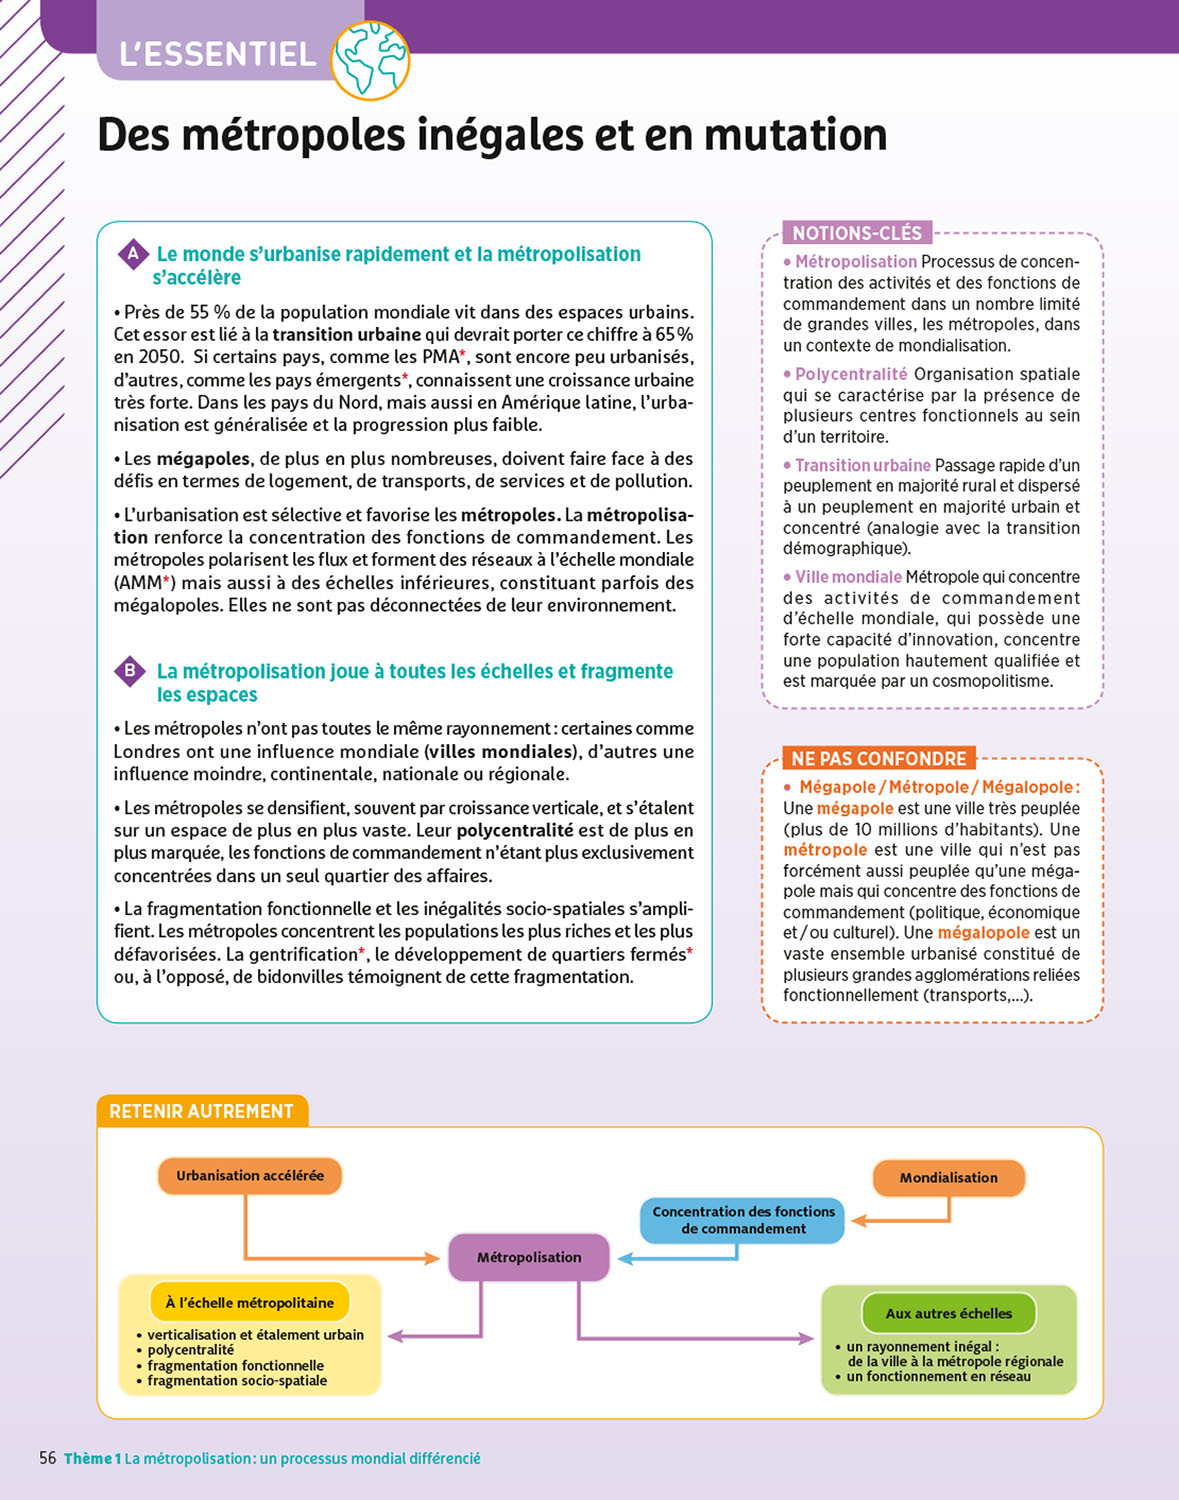 L'ESSENTIEL
Des métropoles inégales et en mutation
A Le monde s'urbanise rapidement et la métropolisation
s'accélère
• Près de 55 % de la population mondiale vit dans des espaces urbains.
Cet essor est lié à la transition urbaine qui devrait porter ce chiffre à 65 %
en 2050. Si certains pays, comme les PMA*, sont encore peu urbanisés,
d'autres, comme les pays émergents*, connaissent une croissance urbaine
très forte. Dans les pays du Nord, mais aussi en Amérique latine, l'urba-
nisation est généralisée et la progression plus faible.
• Les mégapoles, de plus en plus nombreuses, doivent faire face à des
défis en termes de logement, de transports, de services et de pollution.
• L'urbanisation est sélective et favorise les métropoles. La métropolisa-
tion renforce la concentration des fonctions de commandement. Les
métropoles polarisent les flux et forment des réseaux à l'échelle mondiale
(AMM*) mais aussi à des échelles inférieures, constituant parfois des
mégalopoles. Elles ne sont pas déconnectées de leur environnement.
B La métropolisation joue à toutes les échelles et fragmente
les espaces
• Les métropoles n'ont pas toutes le même rayonnement : certaines comme
Londres ont une influence mondiale (villes mondiales), d'autres une
influence moindre, continentale, nationale ou régionale.
• Les métropoles se densifient, souvent par croissance verticale, et s'étalent
sur un espace de plus en plus vaste. Leur polycentralité est de plus en
plus marquée, les fonctions de commandement n'étant plus exclusivement
concentrées dans un seul quartier des affaires.
• La fragmentation fonctionnelle et les inégalités socio-spatiales s'ampli-
fient. Les métropoles concentrent les populations les plus riches et les plus
défavorisées. La gentrification*, le développement de quartiers fermés*
ou, à l'opposé, de bidonvilles témoignent de cette fragmentation.
NOTIONS-CLÉS
• Métropolisation Processus de concen-
tration des activités et des fonctions de
commandement dans un nombre limité
de grandes villes, les métropoles, dans
un contexte de mondialisation.
• Polycentralité Organisation spatiale
qui se caractérise par la présence de
plusieurs centres fonctionnels au sein
d'un territoire.
• Transition urbaine Passage rapide d'un
peuplement en majorité rural et dispersé
à un peuplement en majorité urbain et
concentré (analogie avec la transition
démographique).
• Ville mondiale Métropole qui concentre
des activités de commandement
d'échelle mondiale, qui possède une
forte capacité d'innovation, concentre
une population hautement qualifiée et
est marquée par un cosmopolitisme.
NE PAS CONFONDRE
• Mégapole / Métropole / Mégalopole :
Une mégapole est une ville très peuplée
(plus de 10 millions d'habitants). Une
métropole est une ville qui n'est pas
forcément aussi peuplée qu'une méga-
pole mais qui concentre des fonctions de
commandement (politique, économique
et / ou culturel). Une mégalopole est un
vaste ensemble urbanisé constitué de
plusieurs grandes agglomérations reliées
fonctionnellement (transports,...).
RETENIR AUTREMENT
Urbanisation accélérée
Mondialisation
Concentration des fonctions
de commandement
Métropolisation
À l'échelle métropolitaine
• verticalisation et étalement urbain
• polycentralité
• fragmentation fonctionnelle
• fragmentation socio-spatiale
Aux autres échelles
• un rayonnement inégal :
de la ville à la métropole régionale
• un fonctionnement en réseau
56 Thème 1 La métropolisation : un processus mondial différencié